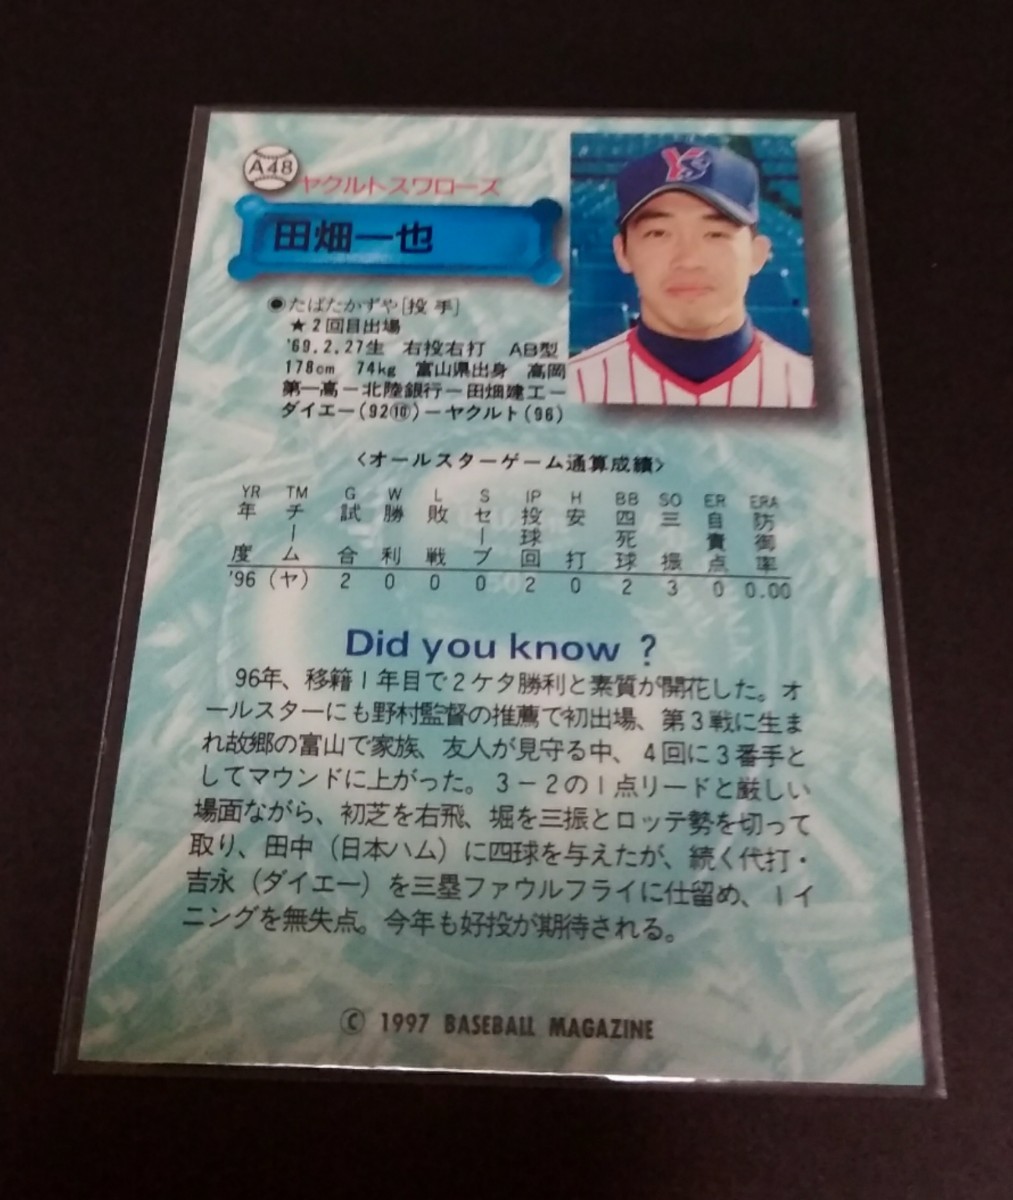 A48
ヤクルトスワローズ
田畑一也
YS
◉たばたかずや[投手]
★2回目出場
'69.2.27生 右投右打 AB型
178cm 74kg 富山県出身 高岡
第一高ー北陸銀行ー田畑建工ー
ダイエー(92⑩)ーヤクルト(96)
〈オールスターゲーム通算成績〉
YR TM G W L S IP H BB SO ER ERA
年度 チーム 試合 勝利 敗戦 セーブ 投球回 安打 四死球 三振 自責点 防御率
'96 (ヤ) 2 0 0 0 2 0 2 3 0 0.00
Did you know ?
96年、移籍1年目で2ケタ勝利と素質が開花した。オ
ールスターにも野村監督の推薦で初出場、第3戦に生ま
れ故郷の富山で家族、友人が見守る中、4回に3番手と
してマウンドに上がった。3−2の1点リードと厳しい
場面ながら、初芝を右飛、堀を三振とロッテ勢を切って
取り、田中（日本ハム）に四球を与えたが、続く代打・
吉永（ダイエー）を三塁ファウルフライに仕留め、1イ
ニングを無失点。今年も好投が期待される。
© 1997 BASEBALL MAGAZINE